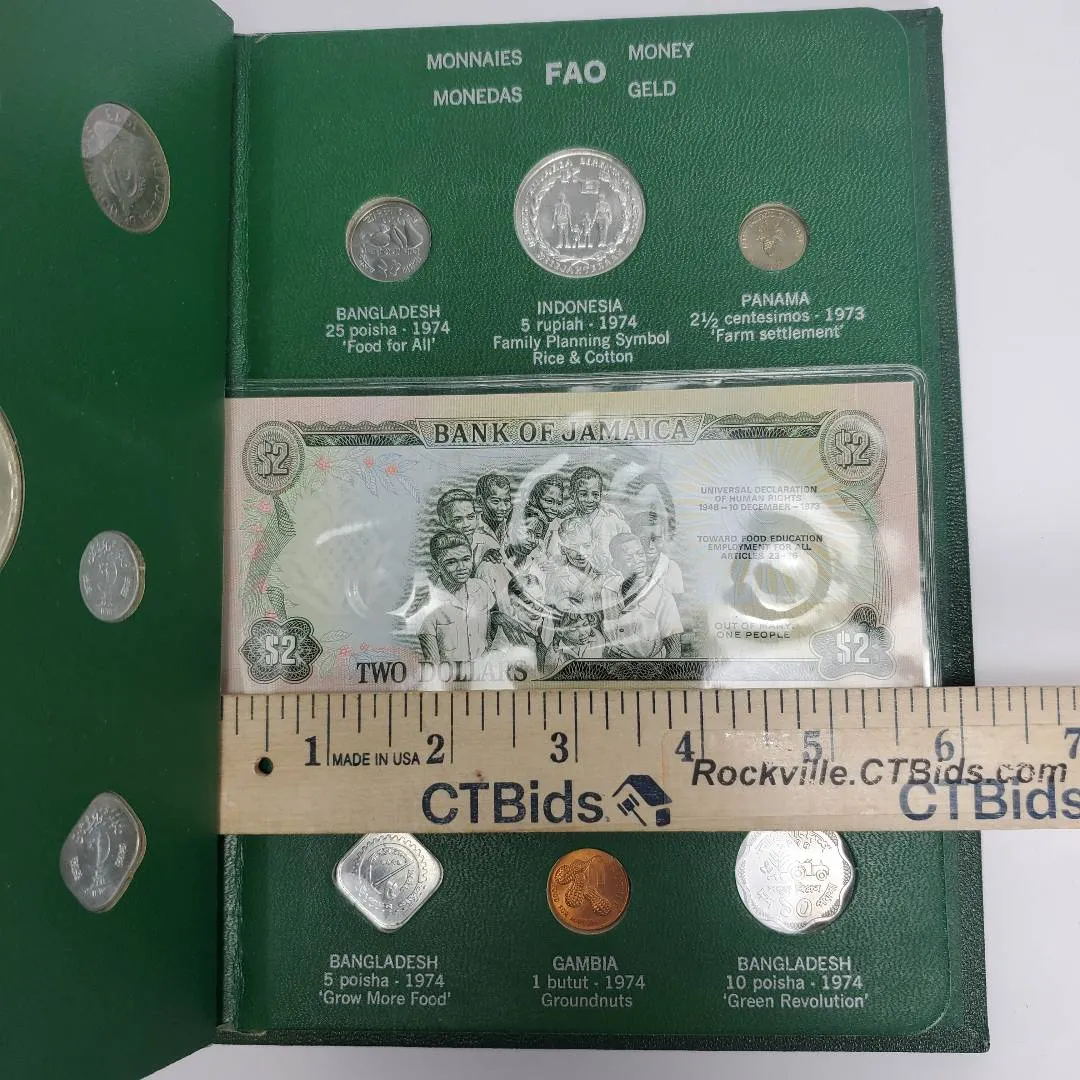 MONNAIES FAO MONEY
MONEDAS GELD
BANGLADESH
25 poisha · 1974
'Food for All'
INDONESIA
5 rupiah · 1974
Family Planning Symbol
Rice & Cotton
PANAMA
2½ centesimos · 1973
'Farm settlement'
BANK OF JAMAICA
$2 $2
UNIVERSAL DECLARATION
OF HUMAN RIGHTS
1948 – 10 DECEMBER – 1973
TOWARD FOOD EDUCATION
EMPLOYMENT FOR ALL
OUT OF MANY,
ONE PEOPLE
$2 $2
TWO DOLLARS
1 MADE IN USA 2 3 4 5 6 7
Rockville.CTBids.com
CTBids CTBids
BANGLADESH
5 poisha · 1974
'Grow More Food'
GAMBIA
1 butut · 1974
Groundnuts
BANGLADESH
10 poisha · 1974
'Green Revolution'